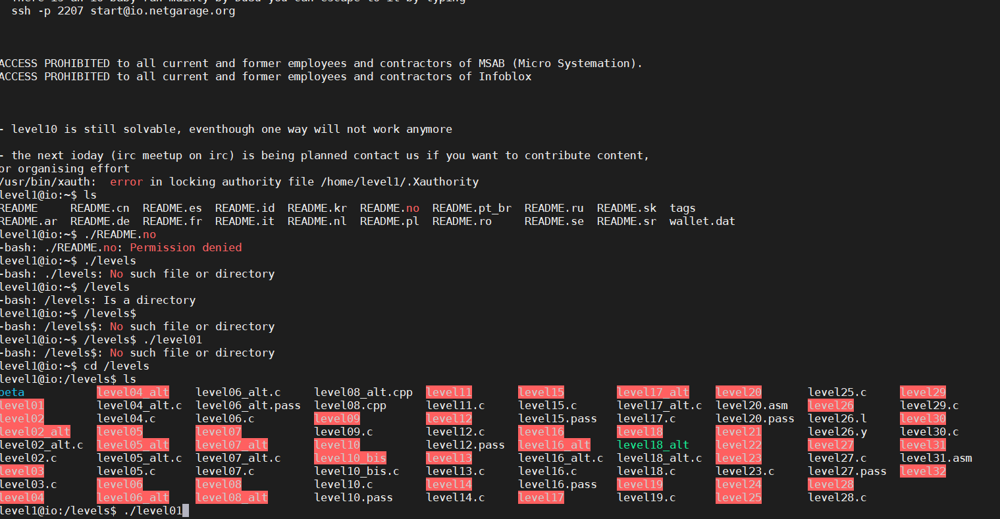 ssh -p 2207 start@io.netgarage.org
ACCESS PROHIBITED to all current and former employees and contractors of MSAB (Micro Systemation).
ACCESS PROHIBITED to all current and former employees and contractors of Infoblox
- level10 is still solvable, eventhough one way will not work anymore
- the next ioday (irc meetup on irc) is being planned contact us if you want to contribute content,
or organising effort
/usr/bin/xauth:  error in locking authority file /home/level1/.Xauthority
level1@io:~$ ls
README     README.cn  README.es  README.id  README.kr  README.no  README.pt_br  README.ru  README.sk  tags
README.ar  README.de  README.fr  README.it  README.nl  README.pl  README.ro     README.se  README.sr  wallet.dat
level1@io:~$ ./README.no
-bash: ./README.no: Permission denied
level1@io:~$ ./levels
-bash: ./levels: No such file or directory
level1@io:~$ /levels
-bash: /levels: Is a directory
level1@io:~$ /levels$
-bash: /levels$: No such file or directory
level1@io:~$ /levels$ ./level01
-bash: /levels$: No such file or directory
level1@io:~$ cd /levels
level1@io:/levels$ ls
beta           level04_alt    level06_alt.c     level08_alt.cpp  level11       level15        level17_alt    level20       level25.c     level29
level01        level04_alt.c  level06_alt.pass  level08.cpp      level11.c     level15.c      level17_alt.c  level20.asm   level26       level29.c
level02        level04.c      level06.c         level09          level12       level15.pass   level17.c      level20.pass  level26.l     level30
level02_alt    level05        level07           level09.c        level12.c     level16        level18        level21       level26.y     level30.c
level02_alt.c  level05_alt    level07_alt       level10          level12.pass  level16_alt    level18_alt    level22       level27       level31
level02.c      level05_alt.c  level07_alt.c     level10_bis      level13       level16_alt.c  level18_alt.c  level23       level27.c     level31.asm
level03        level05.c      level07.c         level10_bis.c    level13.c     level16.c      level18.c      level23.c     level27.pass  level32
level03.c      level06        level08           level10.c        level14       level16.pass   level19        level24       level28
level04        level06_alt    level08_alt       level10.pass     level14.c     level17        level19.c      level25       level28.c
level1@io:/levels$ ./level01